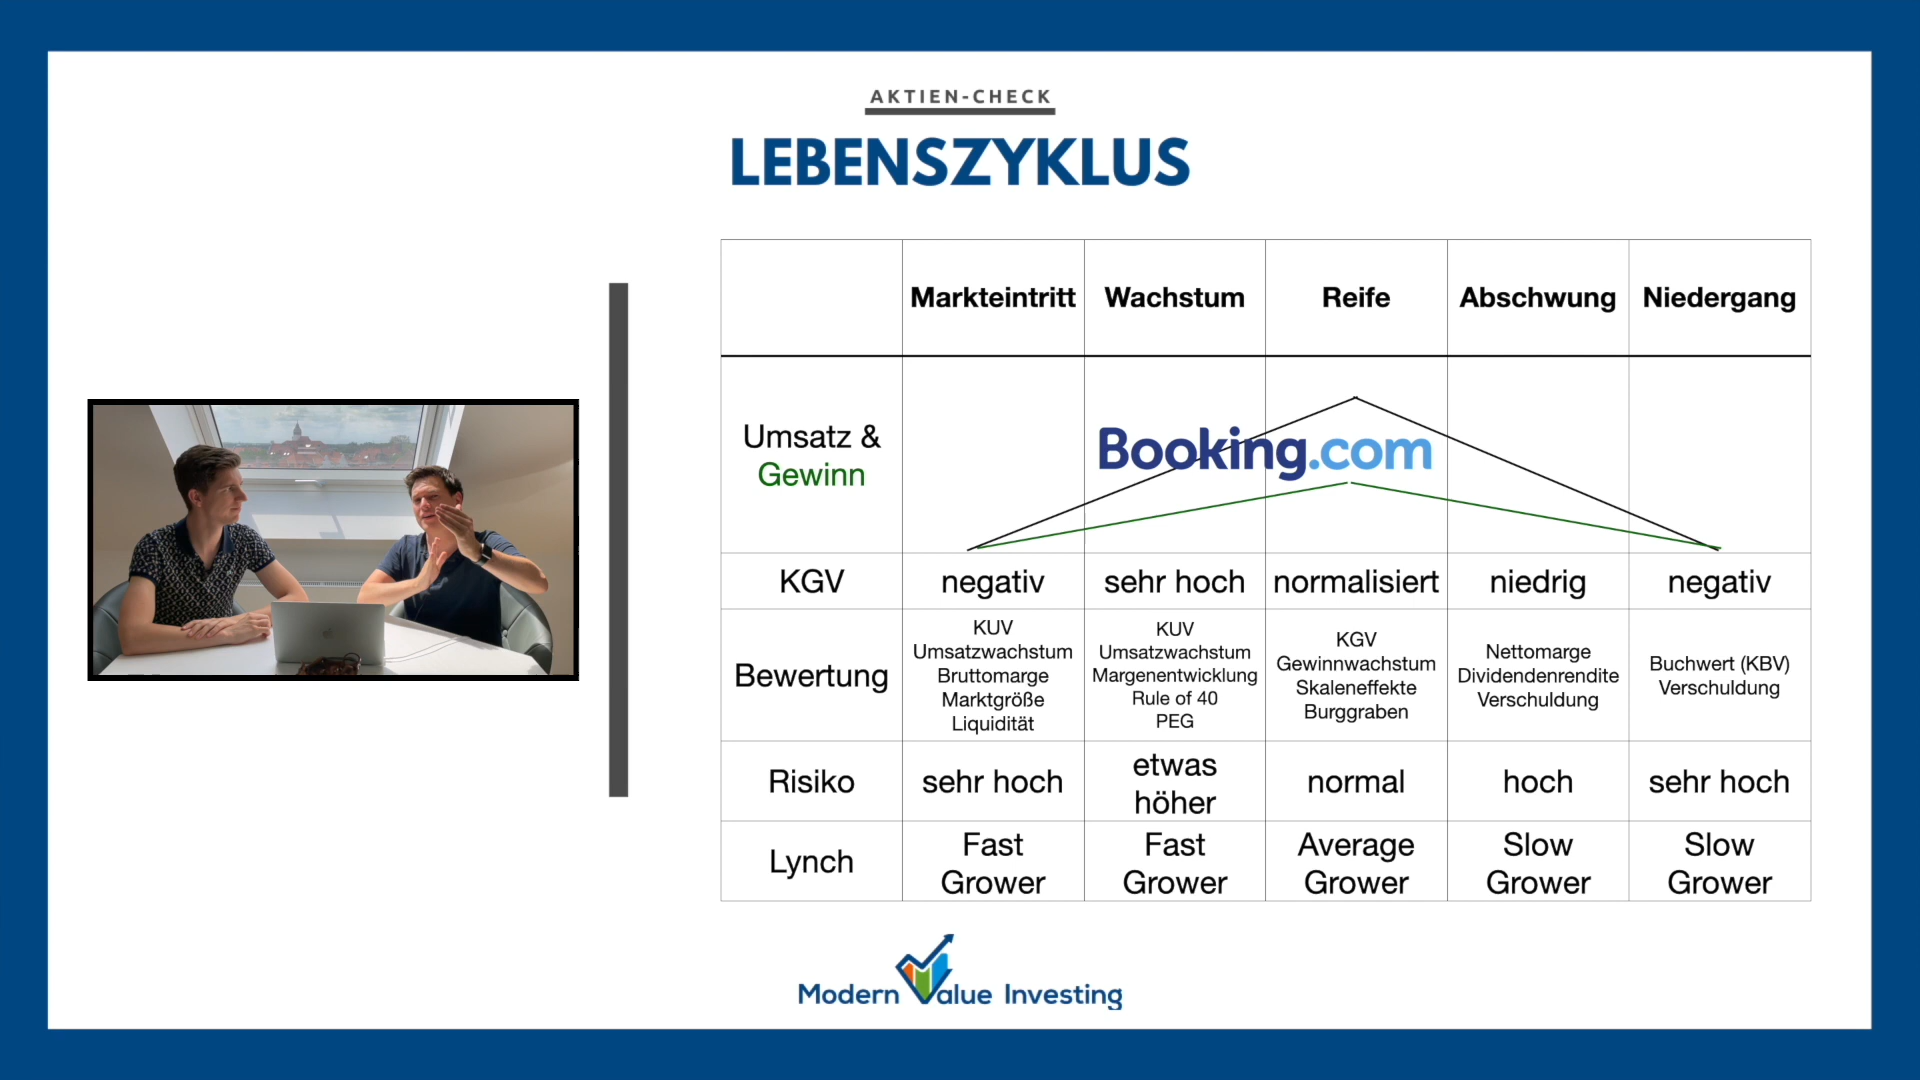 AKTIEN-CHECK
LEBENSZYKLUS
Markteintritt Wachstum Reife Abschwung Niedergang
Umsatz &
Gewinn
Booking.com
KGV negativ sehr hoch normalisiert niedrig negativ
Bewertung
KUV
Umsatzwachstum
Bruttomarge
Marktgröße
Liquidität
KUV
Umsatzwachstum
Margenentwicklung
Rule of 40
PEG
KGV
Gewinnwachstum
Skaleneffekte
Burggraben
Nettomarge
Dividendenrendite
Verschuldung
Buchwert (KBV)
Verschuldung
Risiko
sehr hoch
etwas
höher
normal
hoch
sehr hoch
Lynch
Fast
Grower
Fast
Grower
Average
Grower
Slow
Grower
Slow
Grower
Modern Value Investing